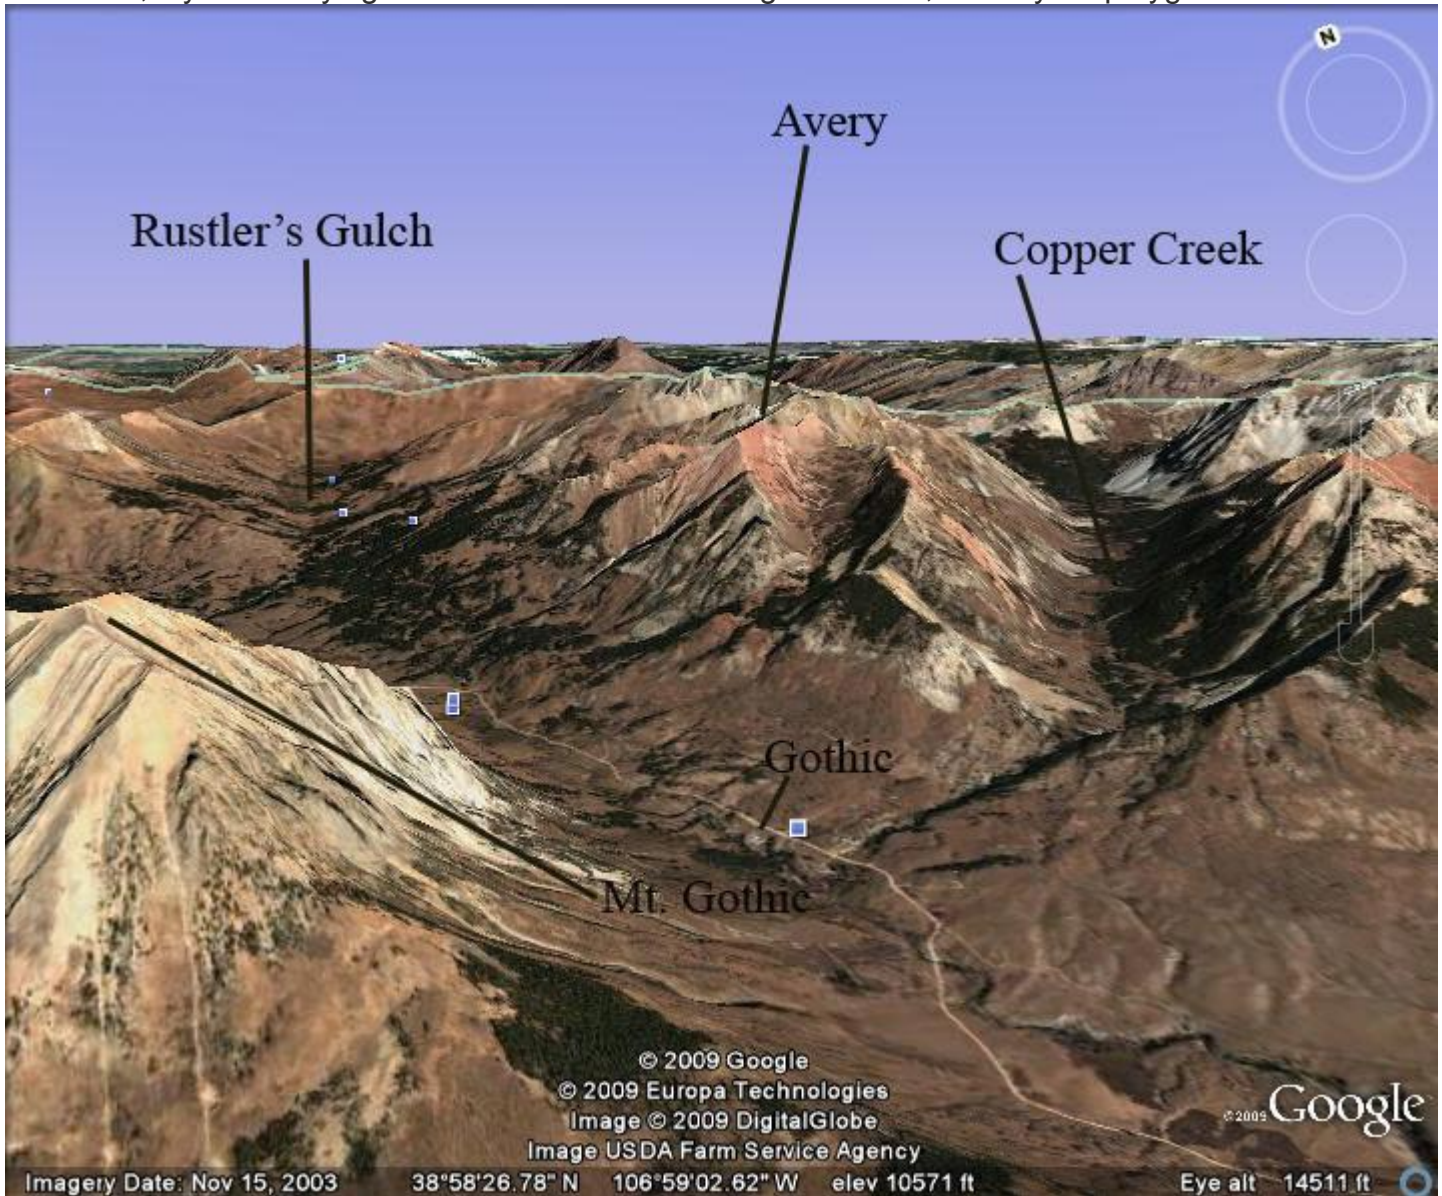 N
Avery
Rustler's Gulch
Copper Creek
Gothic
Mt. Gothic
© 2009 Google
© 2009 Europa Technologies
Image © 2009 DigitalGlobe
Image USDA Farm Service Agency
©2009 Google
Imagery Date: Nov 15, 2003 38°58'26.78" N 106°59'02.62" W elev 10571 ft Eye alt 14511 ft